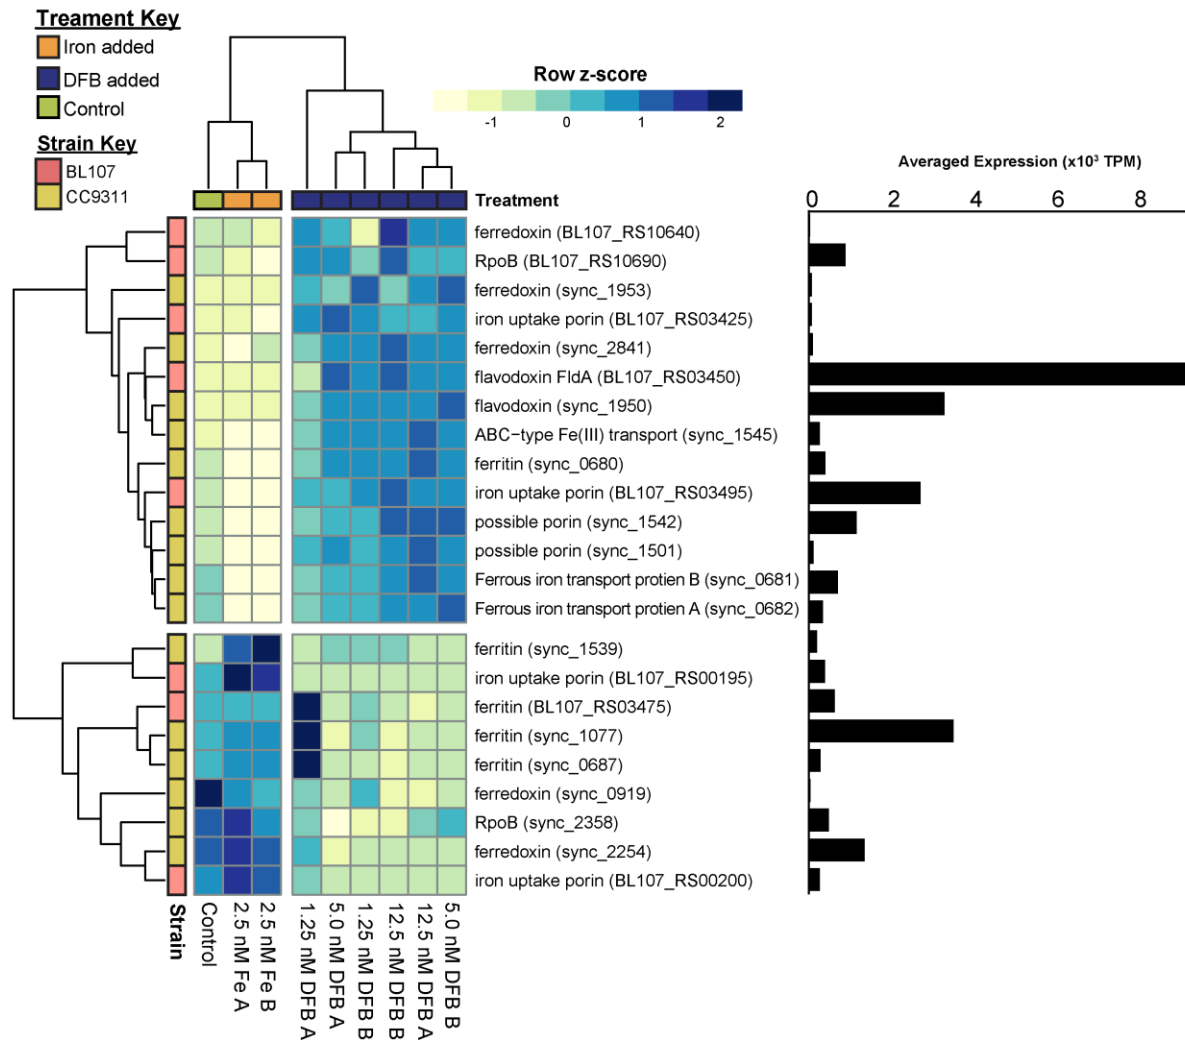 Treament Key
Iron added
DFB added
Control
Strain Key
BL107
CC9311
Row z-score
-1 0 1 2
Averaged Expression (x10³ TPM)
0 2 4 6 8
Treatment
ferredoxin (BL107_RS10640)
RpoB (BL107_RS10690)
ferredoxin (sync_1953)
iron uptake porin (BL107_RS03425)
ferredoxin (sync_2841)
flavodoxin FldA (BL107_RS03450)
flavodoxin (sync_1950)
ABC-type Fe(III) transport (sync_1545)
ferritin (sync_0680)
iron uptake porin (BL107_RS03495)
possible porin (sync_1542)
possible porin (sync_1501)
Ferrous iron transport protien B (sync_0681)
Ferrous iron transport protien A (sync_0682)
ferritin (sync_1539)
iron uptake porin (BL107_RS00195)
ferritin (BL107_RS03475)
ferritin (sync_1077)
ferritin (sync_0687)
ferredoxin (sync_0919)
RpoB (sync_2358)
ferredoxin (sync_2254)
iron uptake porin (BL107_RS00200)
Strain
Control
2.5 nM Fe A
2.5 nM Fe B
1.25 nM DFB A
5.0 nM DFB A
1.25 nM DFB B
12.5 nM DFB B
12.5 nM DFB A
5.0 nM DFB B